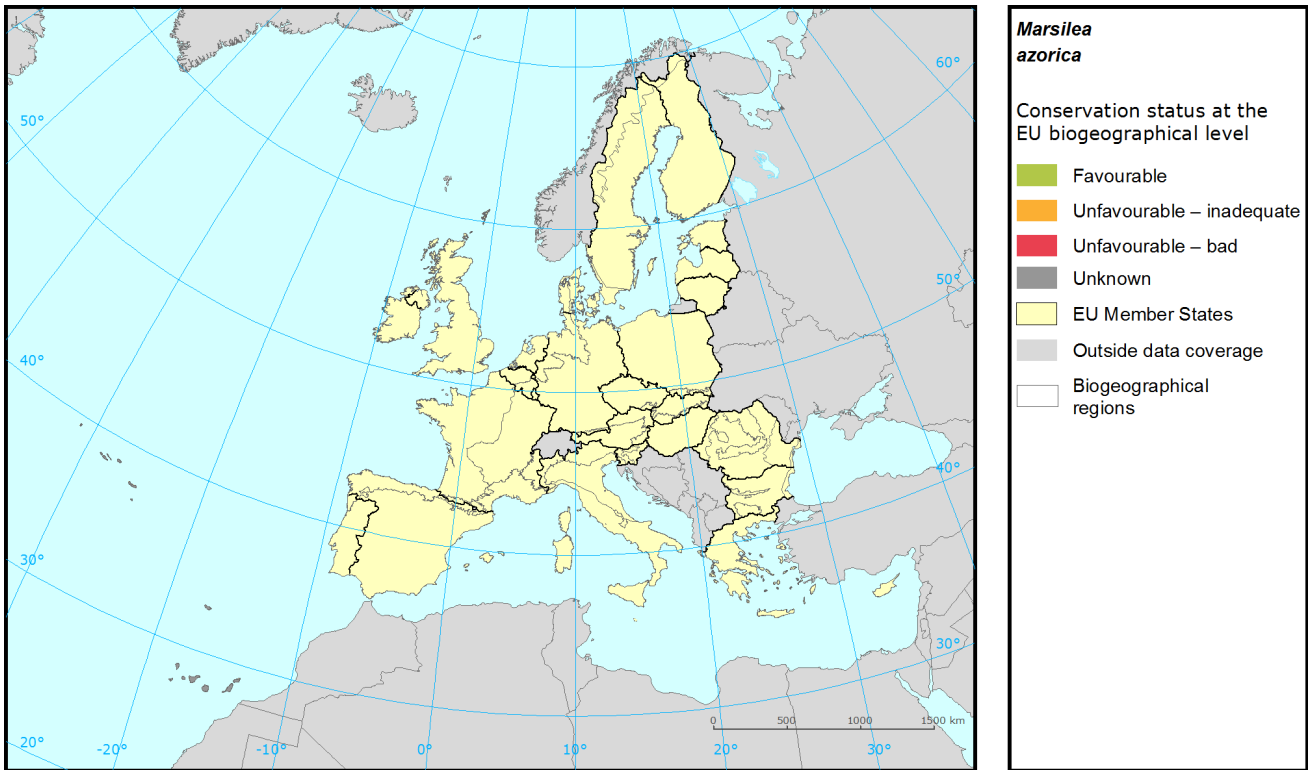 Marsilea
azorica
Conservation status at the
EU biogeographical level
Favourable
Unfavourable – inadequate
Unfavourable – bad
Unknown
EU Member States
Outside data coverage
Biogeographical
regions
60°
50°
50°
40°
40°
30°
30°
0 500 1000 1500 km
20° -20° -10° 0° 10° 20° 30°